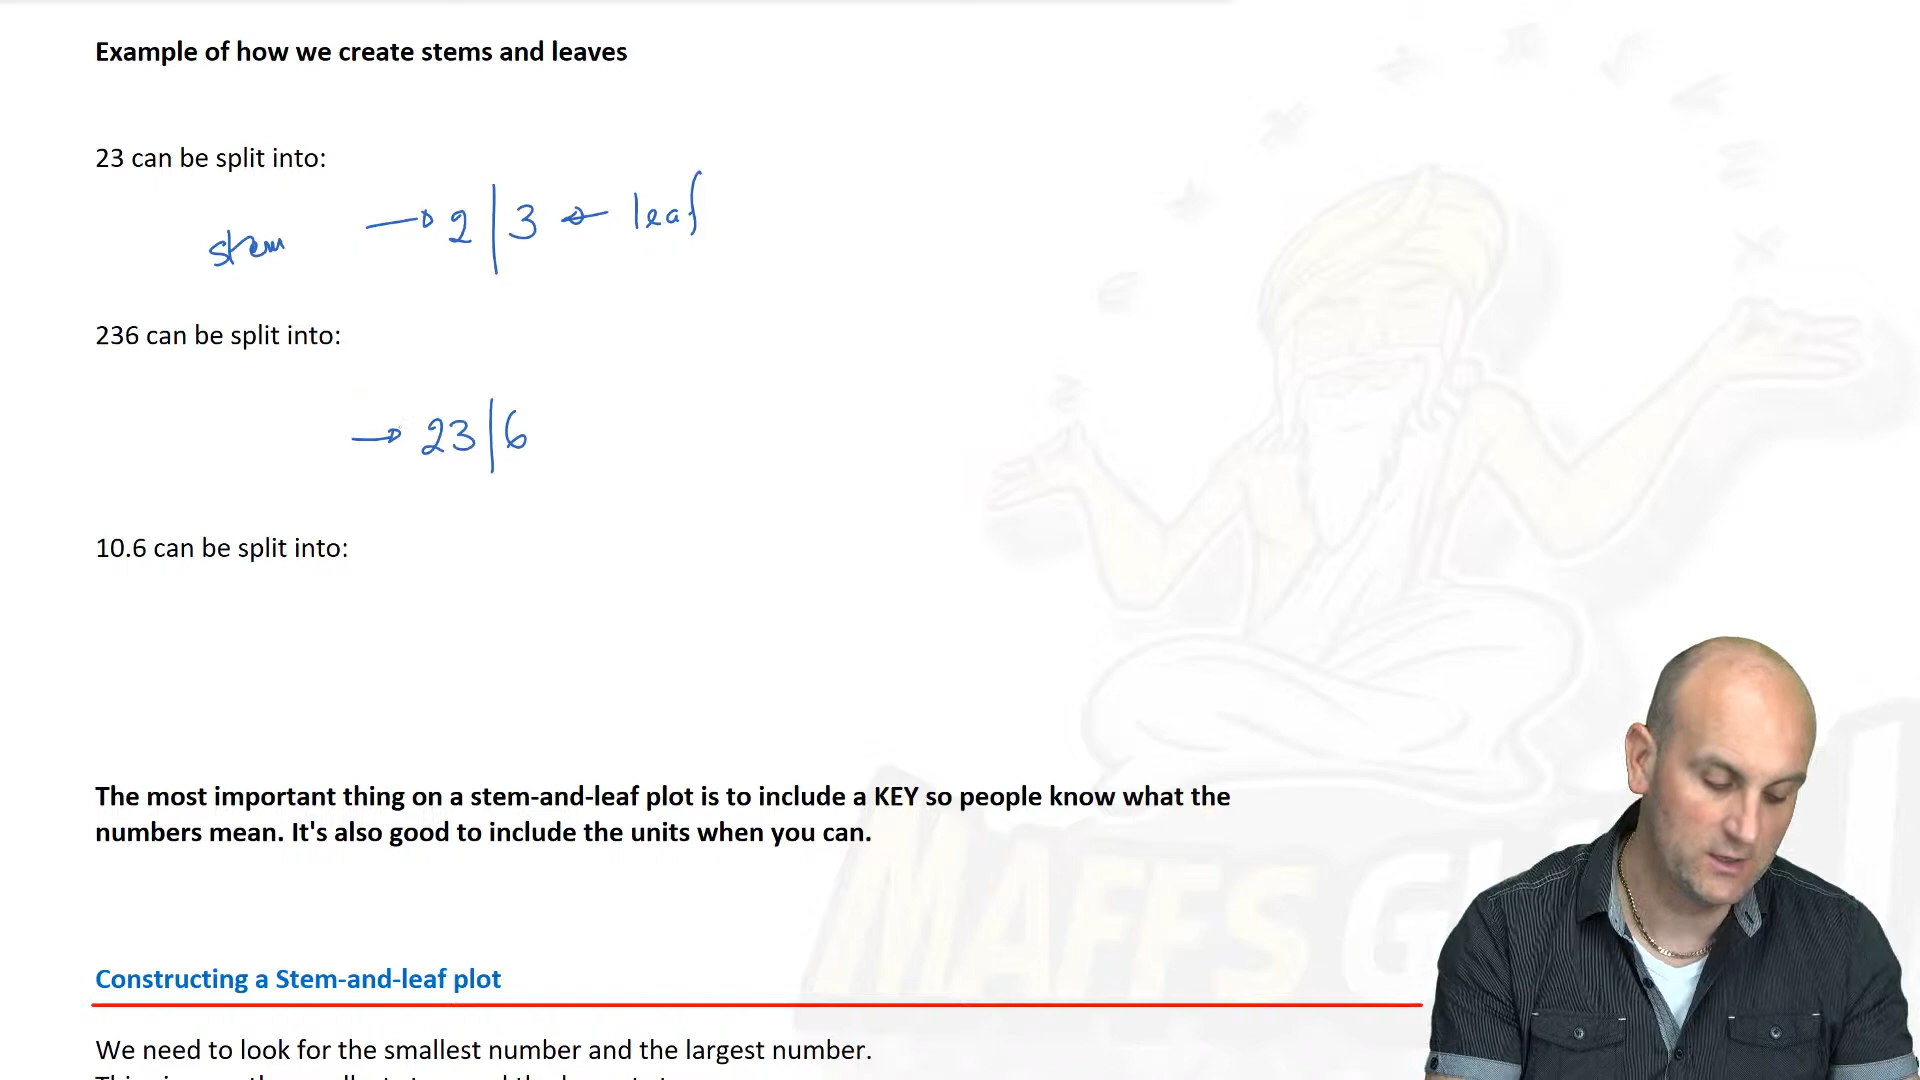 Example of how we create stems and leaves
23 can be split into:
stem → 2 | 3 ← leaf
236 can be split into:
→ 23 | 6
10.6 can be split into:
The most important thing on a stem-and-leaf plot is to include a KEY so people know what the
numbers mean. It's also good to include the units when you can.
MAFFS
Constructing a Stem-and-leaf plot
We need to look for the smallest number and the largest number.